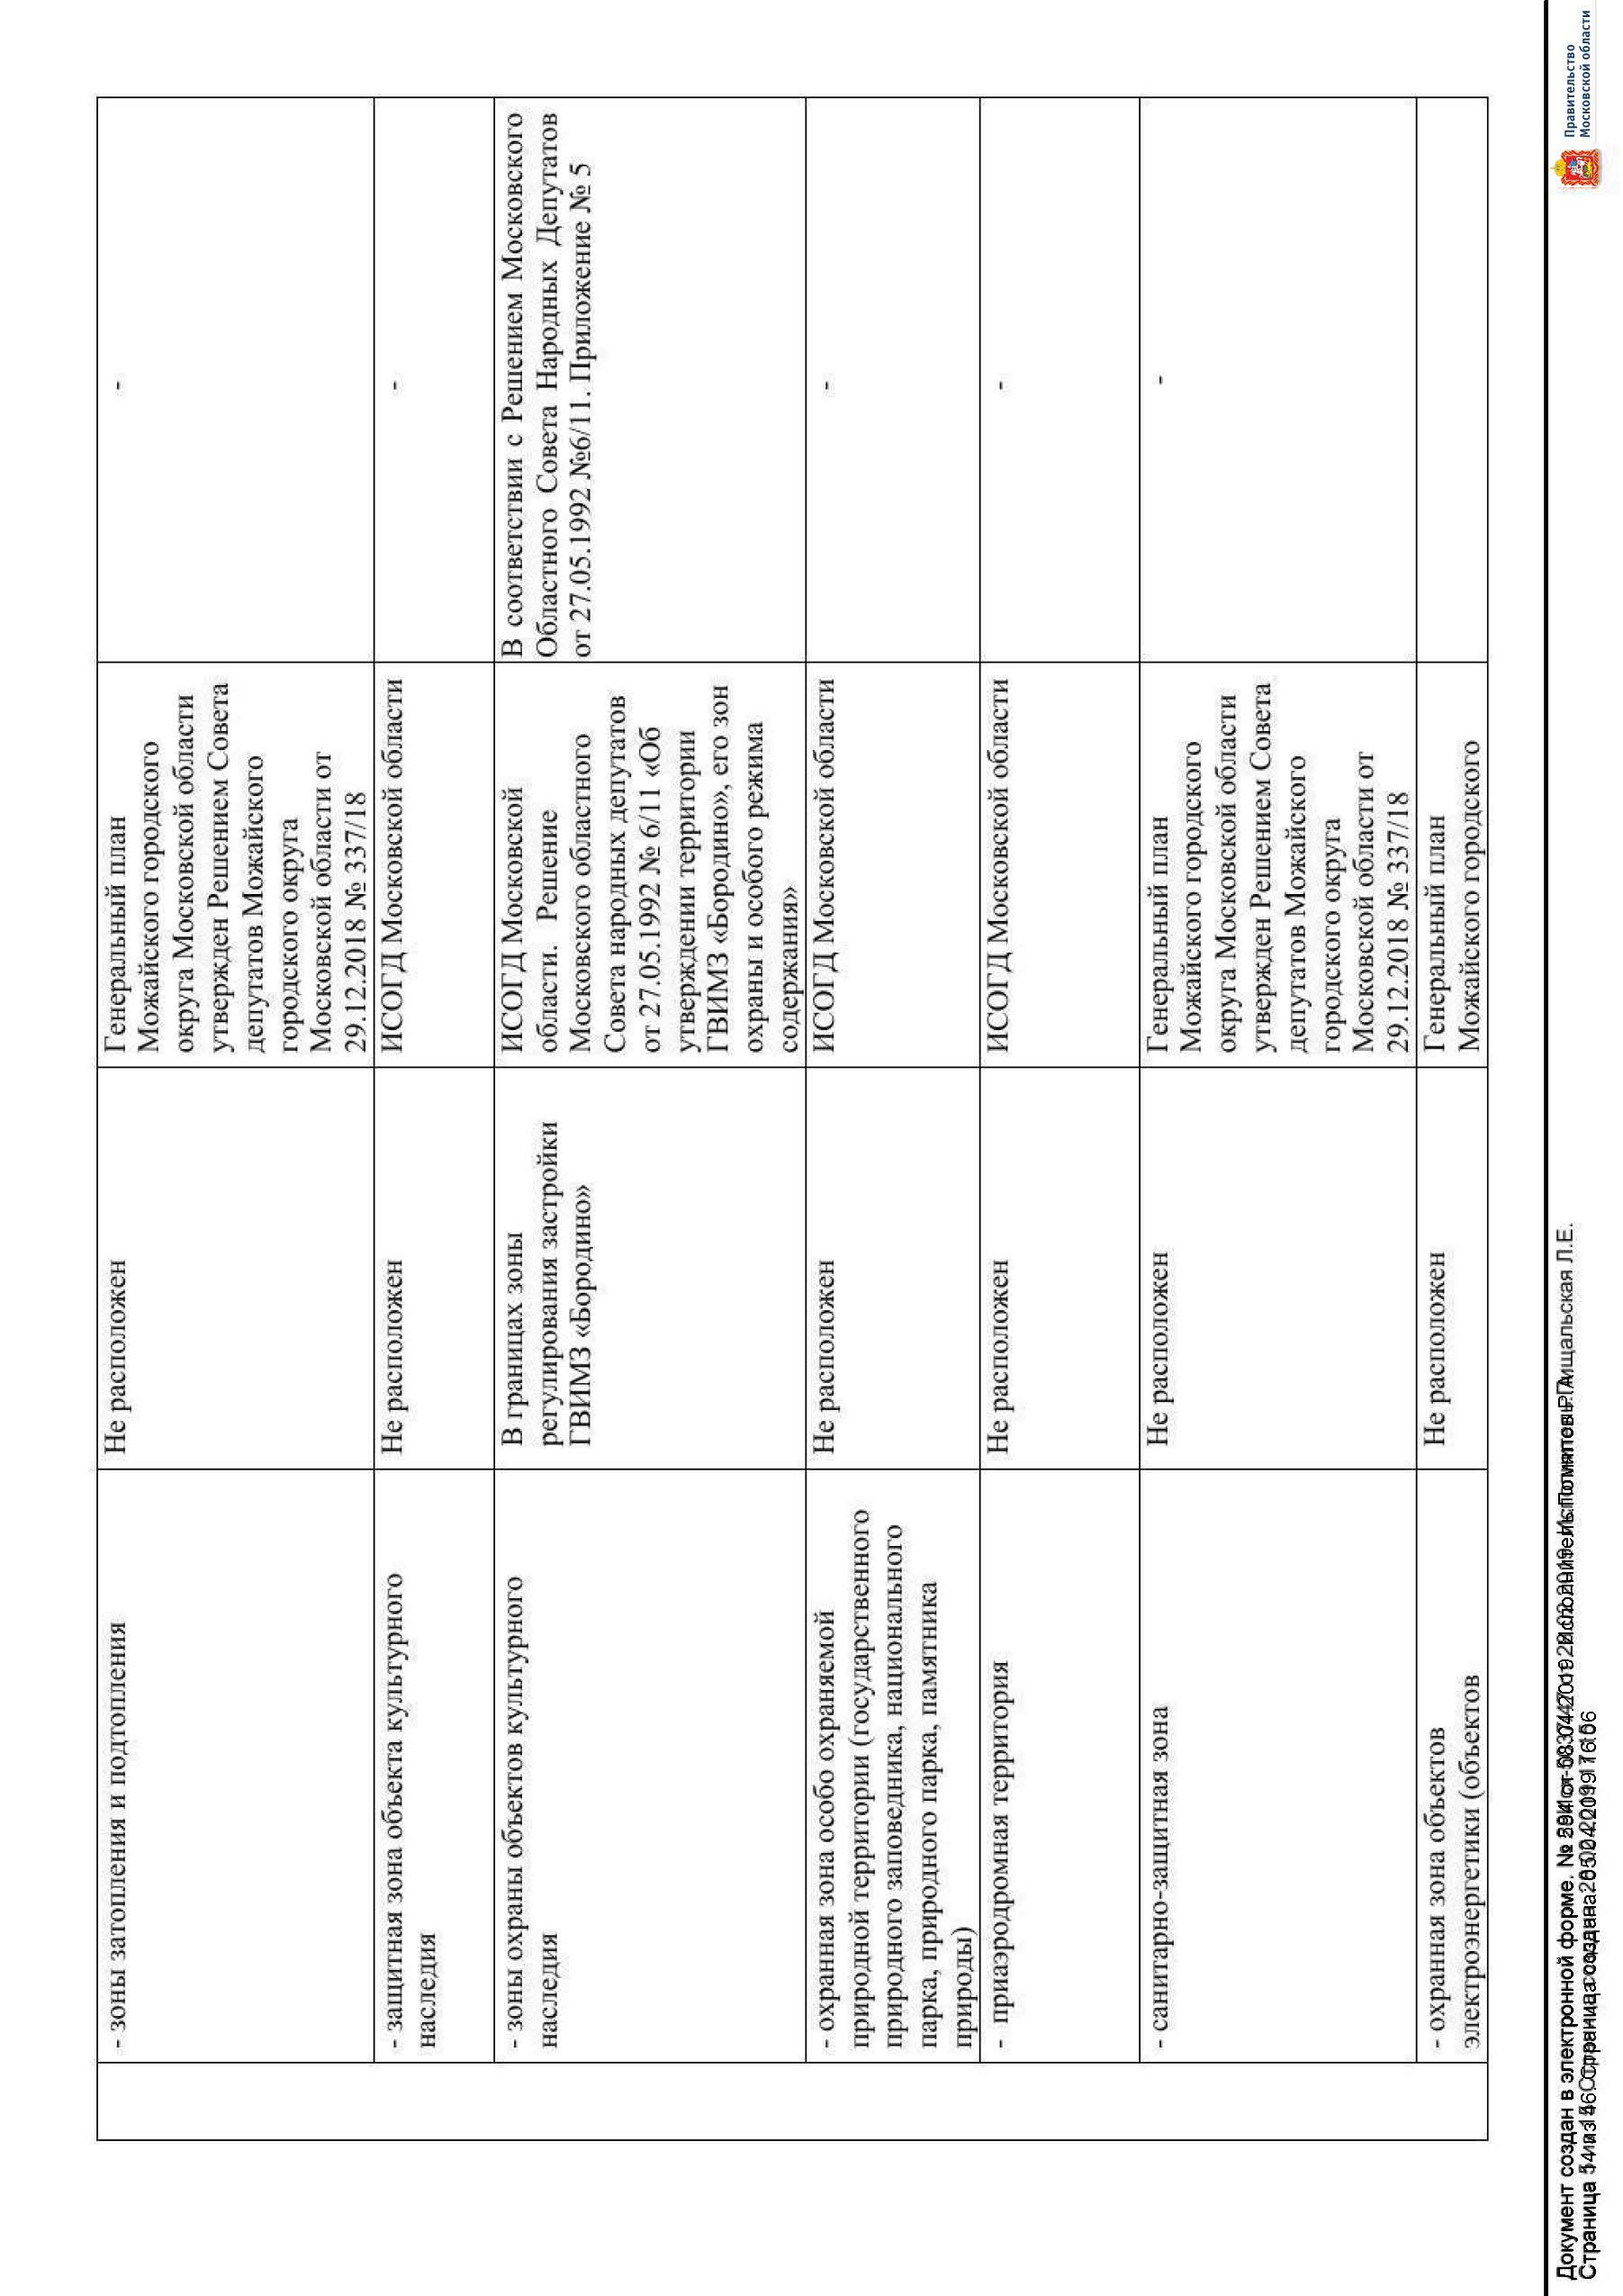 - зоны затопления и подтопления
Не расположен
Генеральный план
Можайского городского
округа Московской области
утвержден Решением Совета
депутатов Можайского
городского округа
Московской области от
29.12.2018 № 337/18
-
- защитная зона объекта культурного
наследия
Не расположен
ИСОГД Московской области
-
- зоны охраны объектов культурного
наследия
В границах зоны
регулирования застройки
ГВИМЗ «Бородино»
ИСОГД Московской
области. Решение
Московского областного
Совета народных депутатов
от 27.05.1992 № 6/11 «Об
утверждении территории
ГВИМЗ «Бородино», его зон
охраны и особого режима
содержания»
В соответствии с Решением Московского
Областного Совета Народных Депутатов
от 27.05.1992 №6/11. Приложение № 5
- охранная зона особо охраняемой
природной территории (государственного
природного заповедника, национального
парка, природного парка, памятника
природы)
Не расположен
ИСОГД Московской области
-
- приаэродромная территория
Не расположен
ИСОГД Московской области
-
- санитарно-защитная зона
Не расположен
Генеральный план
Можайского городского
округа Московской области
утвержден Решением Совета
депутатов Можайского
городского округа
Московской области от
29.12.2018 № 337/18
-
- охранная зона объектов
электроэнергетики (объектов
Не расположен
Генеральный план
Можайского городского
Документ создан в электронной форме. №
Страница
Правительство
Московской области